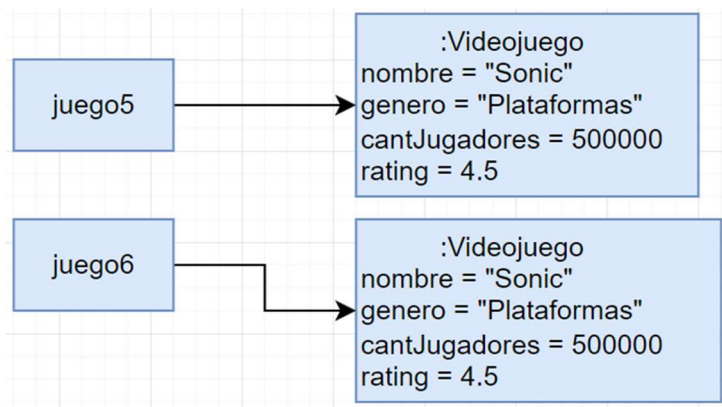 juego5
:Videojuego
nombre = "Sonic"
genero = "Plataformas"
cantJugadores = 500000
rating = 4.5
juego6
:Videojuego
nombre = "Sonic"
genero = "Plataformas"
cantJugadores = 500000
rating = 4.5